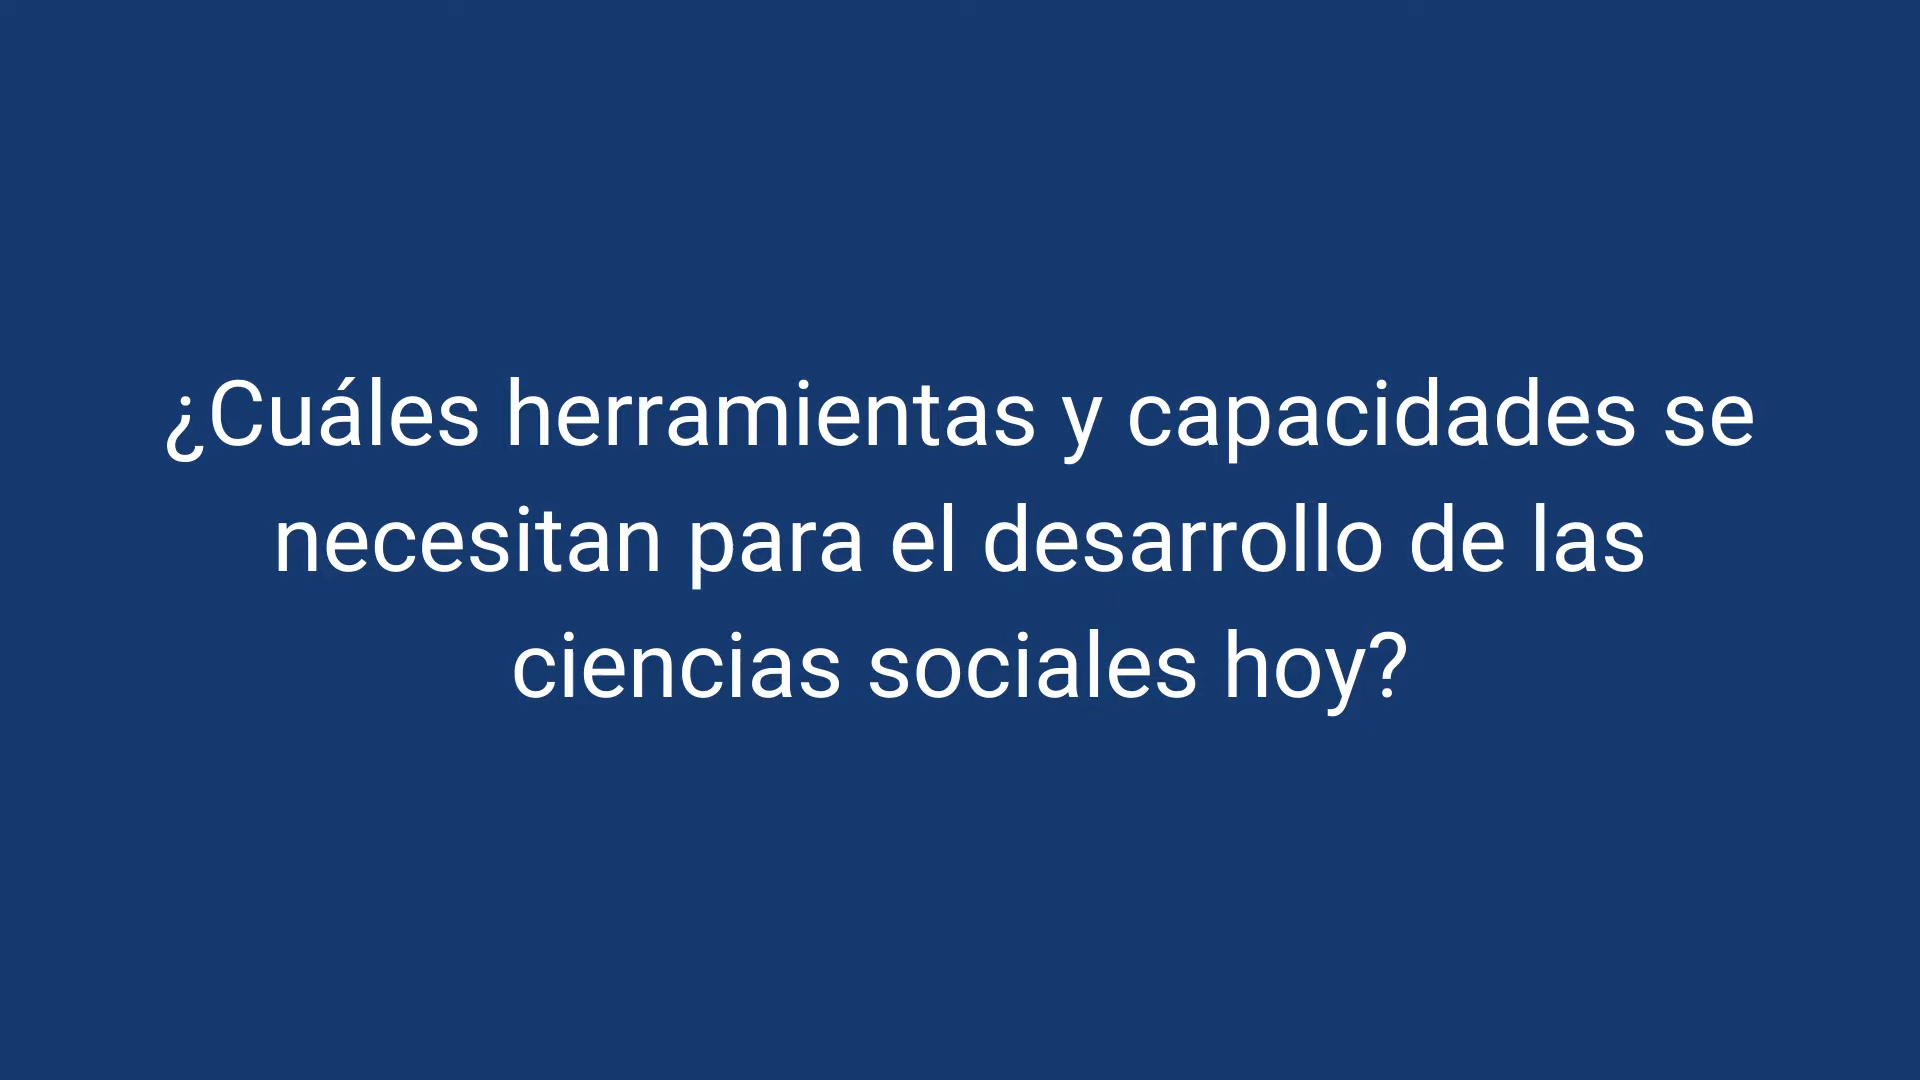 ¿Cuáles herramientas y capacidades se
necesitan para el desarrollo de las
ciencias sociales hoy?